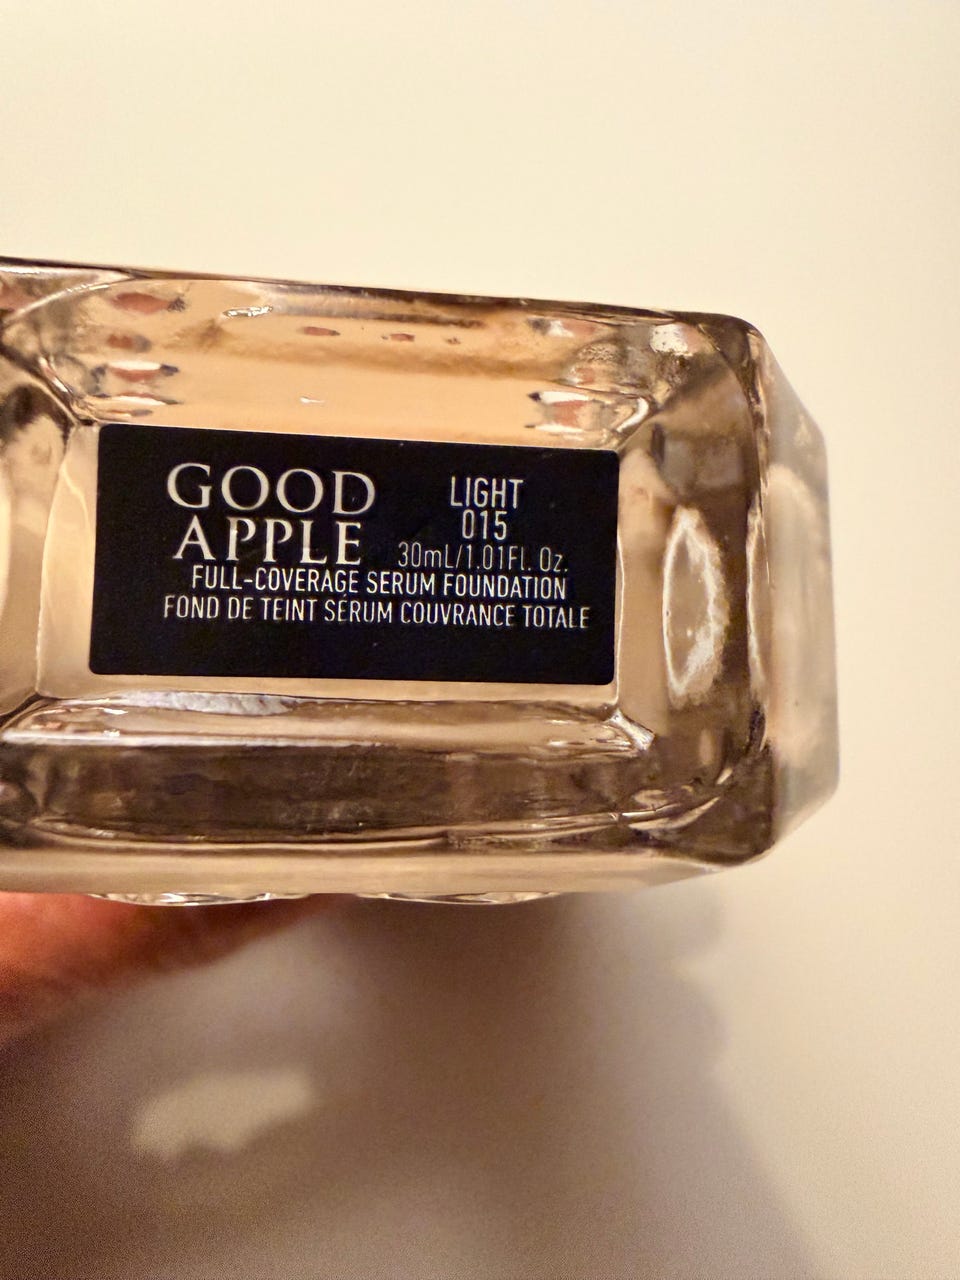 GOOD
APPLE
LIGHT
015
30mL/1.01FL. Oz.
FULL-COVERAGE SERUM FOUNDATION
FOND DE TEINT SÉRUM COUVRANCE TOTALE